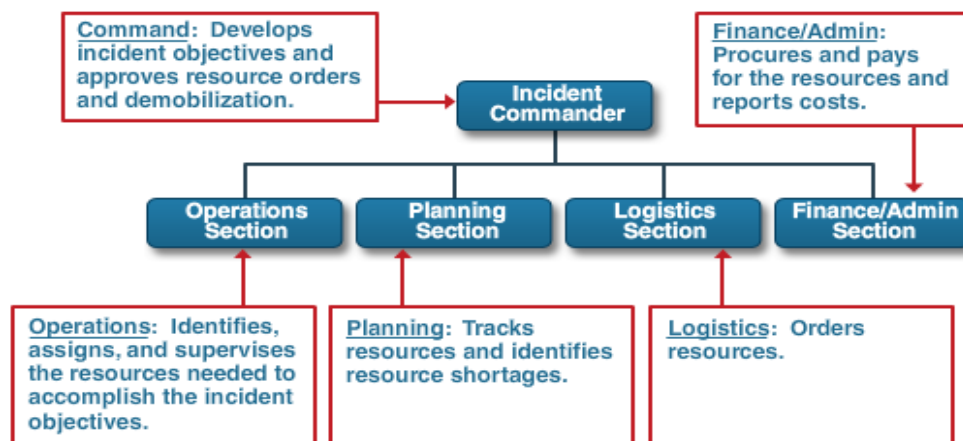 Command: Develops
incident objectives and
approves resource orders
and demobilization.
Finance/Admin:
Procures and pays
for the resources and
reports costs.
Incident
Commander
Operations
Section
Planning
Section
Logistics
Section
Finance/Admin
Section
Operations: Identifies,
assigns, and supervises
the resources needed to
accomplish the incident
objectives.
Planning: Tracks
resources and identifies
resource shortages.
Logistics: Orders
resources.